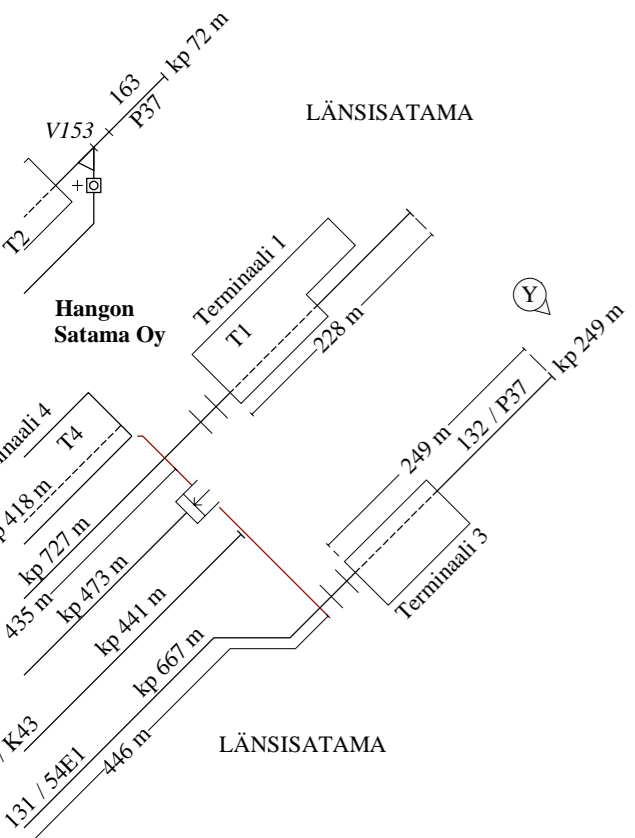 kp 72 m
163
P37
V153
LÄNSISATAMA
T2
Terminaali 1
T1
228 m
Hangon
Satama Oy
Y
kp 249 m
132 / P37
249 m
T4
418 m
kp 727 m
435 m
kp 473 m
kp 441 m
Terminaali 3
kp 667 m
/ K43
131 / 54E1
446 m
LÄNSISATAMA